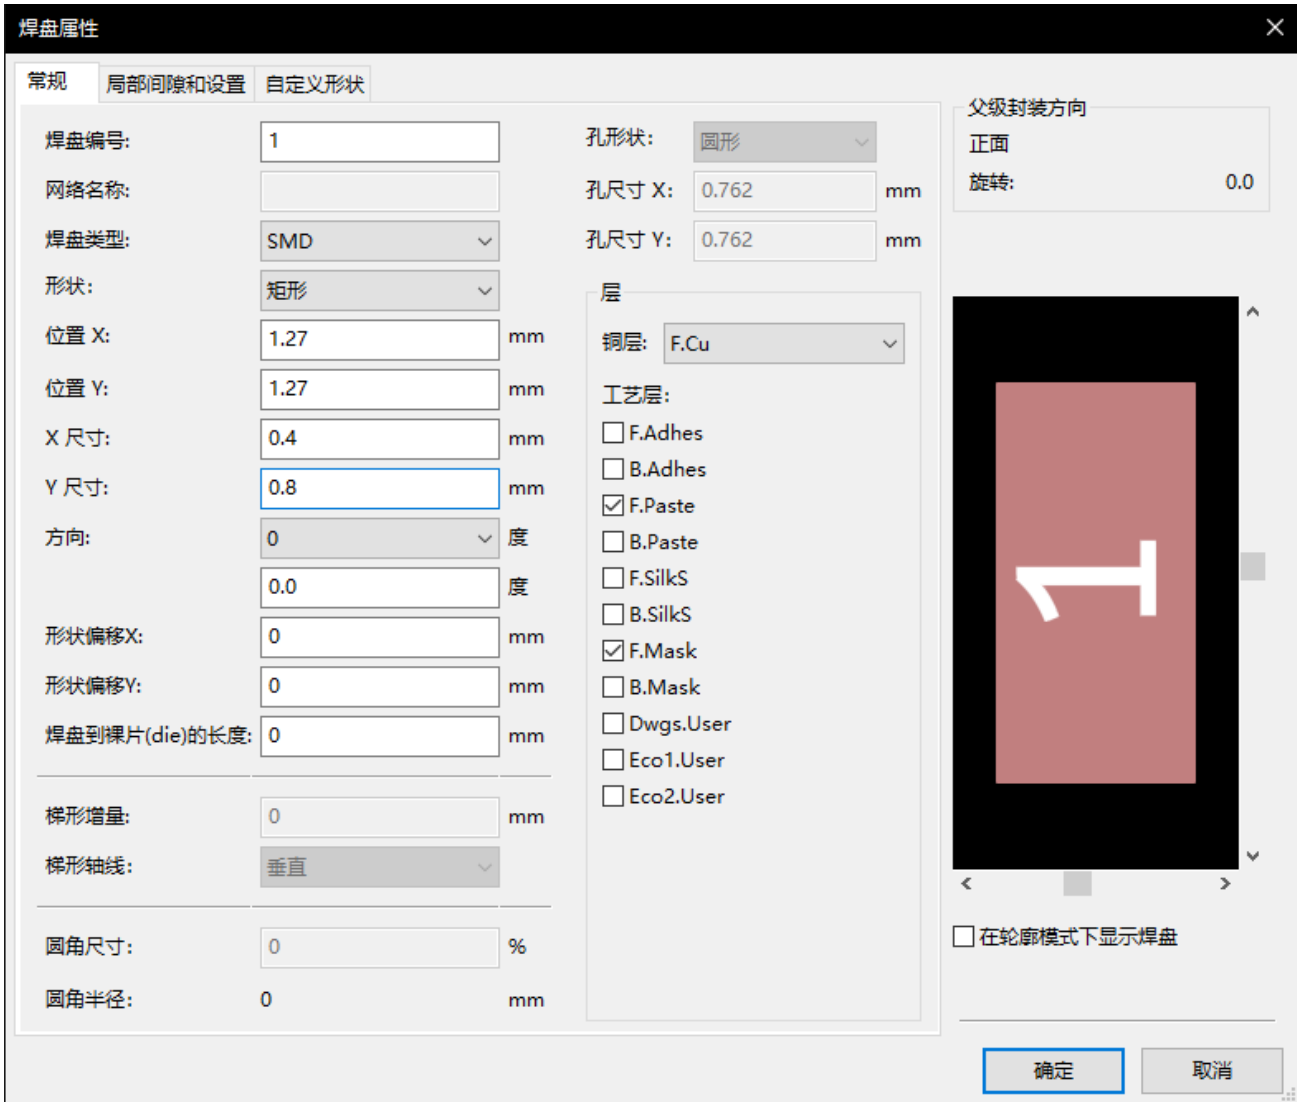 焊盘属性
常规
局部间隙和设置
自定义形状
焊盘编号: 1
网络名称:
焊盘类型: SMD
形状: 矩形
位置 X: 1.27 mm
位置 Y: 1.27 mm
X 尺寸: 0.4 mm
Y 尺寸: 0.8 mm
方向: 0 度
0.0 度
形状偏移X: 0 mm
形状偏移Y: 0 mm
焊盘到裸片(die)的长度: 0 mm
梯形增量: 0 mm
梯形轴线: 垂直
圆角尺寸: 0 %
圆角半径: 0 mm
孔形状: 圆形
孔尺寸 X: 0.762 mm
孔尺寸 Y: 0.762 mm
层
铜层: F.Cu
工艺层:
F.Adhes
B.Adhes
F.Paste
B.Paste
F.SilkS
B.SilkS
F.Mask
B.Mask
Dwgs.User
Eco1.User
Eco2.User
父级封装方向
正面
旋转: 0.0
1
在轮廓模式下显示焊盘
确定
取消